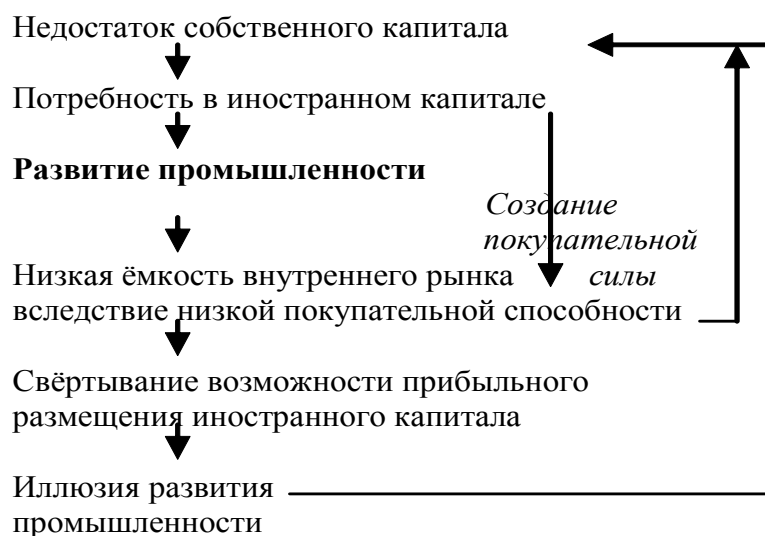 Недостаток собственного капитала
Потребность в иностранном капитале
Развитие промышленности
Создание
покупательной
силы
Низкая ёмкость внутреннего рынка
вследствие низкой покупательной способности
Свёртывание возможности прибыльного
размещения иностранного капитала
Иллюзия развития
промышленности